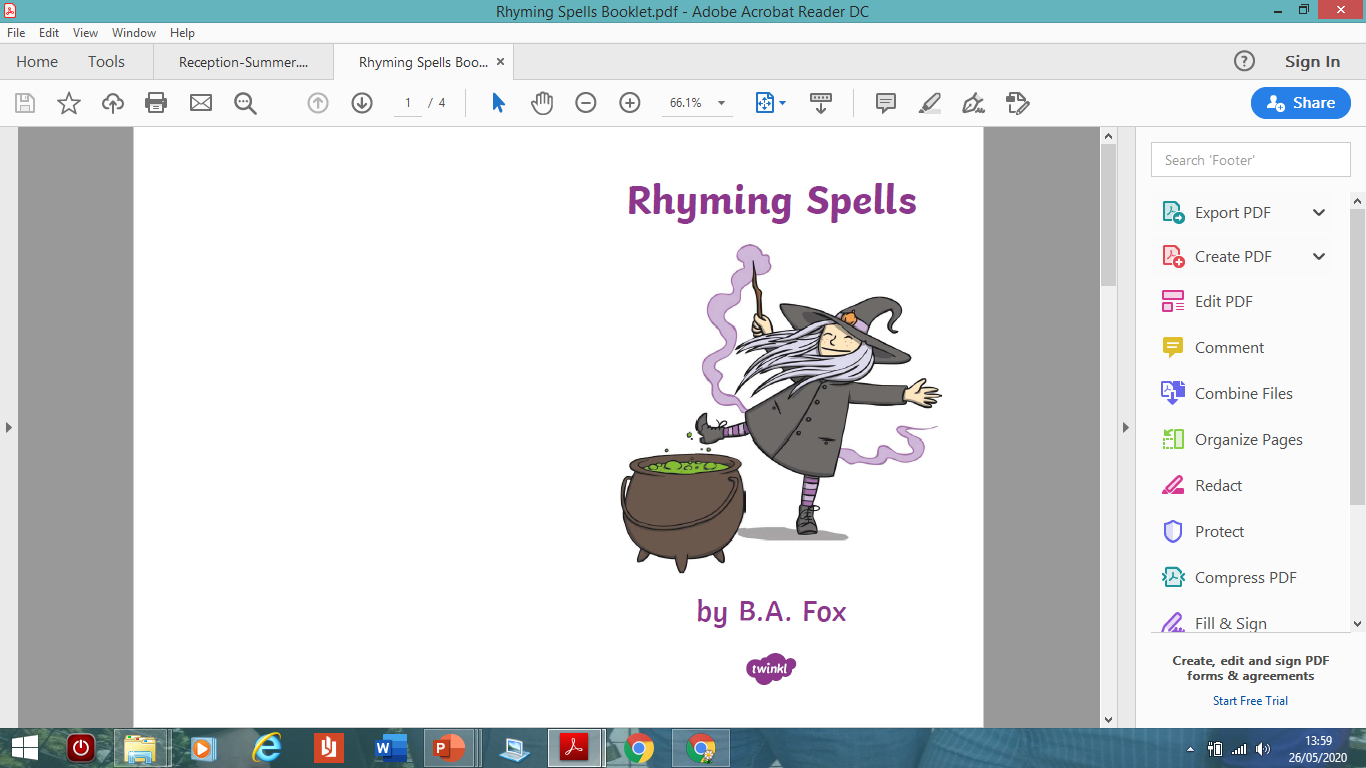 Rhyming Spells Booklet.pdf - Adobe Acrobat Reader DC
File Edit View Window Help
Home Tools Reception-Summer.... Rhyming Spells Boo... × Sign In
1 / 4 66.1% Share
Search 'Footer'
Rhyming Spells
by B.A. Fox
twinkl
Export PDF
Create PDF
Edit PDF
Comment
Combine Files
Organize Pages
Redact
Protect
Compress PDF
Fill & Sign
Create, edit and sign PDF
forms & agreements
Start Free Trial
13:59
26/05/2020